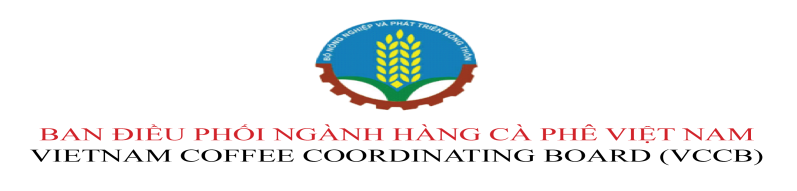 BỘ NÔNG NGHIỆP VÀ PHÁT TRIỂN NÔNG THÔN
BAN ĐIỀU PHỐI NGÀNH HÀNG CÀ PHÊ VIỆT NAM
VIETNAM COFFEE COORDINATING BOARD (VCCB)